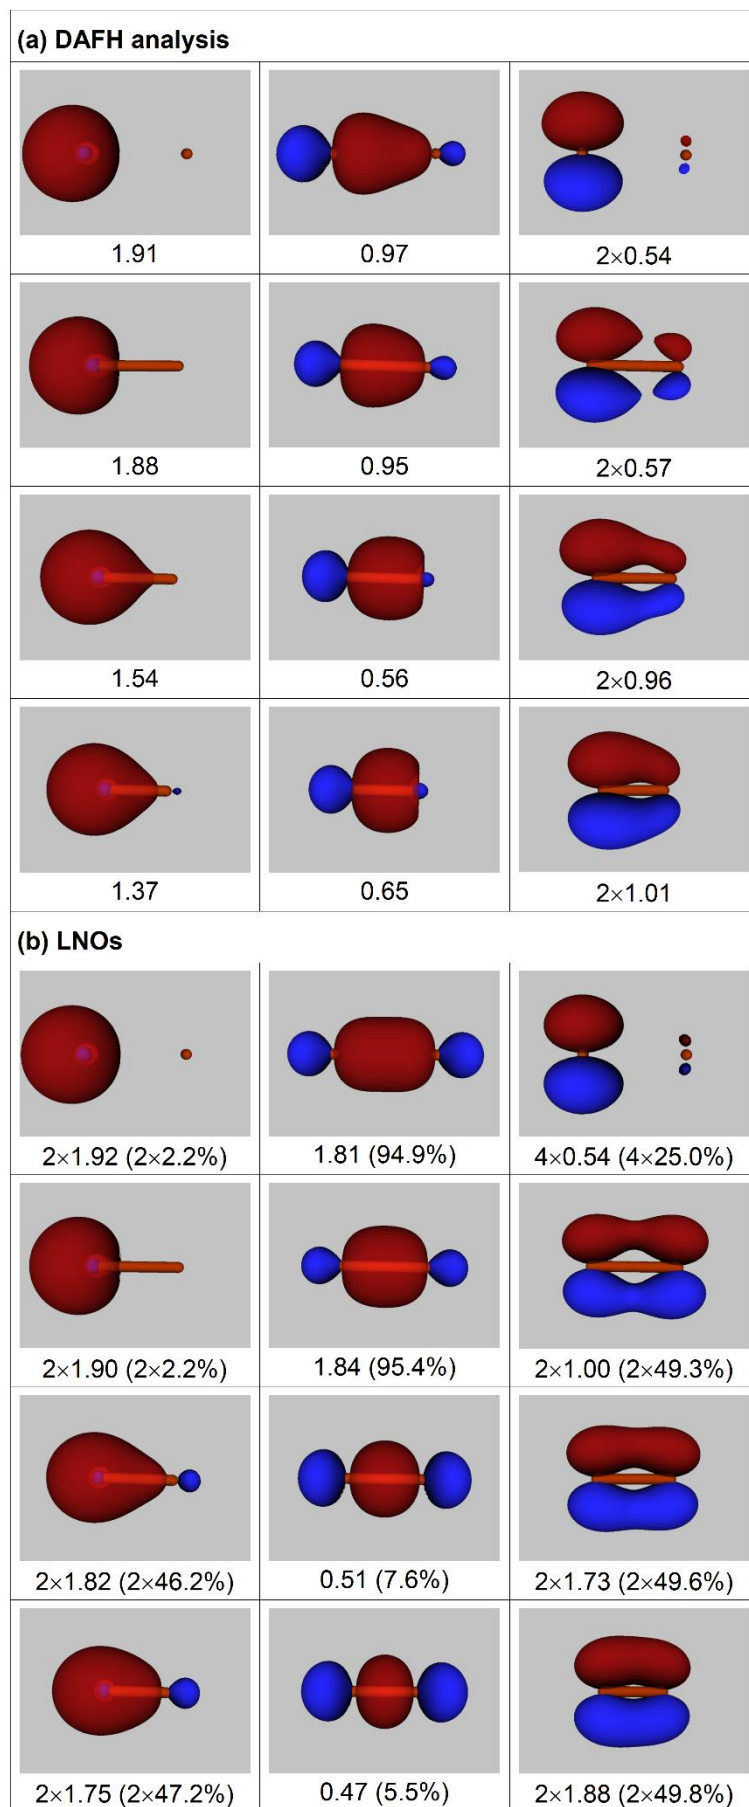 (a) DAFH analysis
1.91 0.97 2×0.54
1.88 0.95 2×0.57
1.54 0.56 2×0.96
1.37 0.65 2×1.01
(b) LNOs
2×1.92 (2×2.2%) 1.81 (94.9%) 4×0.54 (4×25.0%)
2×1.90 (2×2.2%) 1.84 (95.4%) 2×1.00 (2×49.3%)
2×1.82 (2×46.2%) 0.51 (7.6%) 2×1.73 (2×49.6%)
2×1.75 (2×47.2%) 0.47 (5.5%) 2×1.88 (2×49.8%)